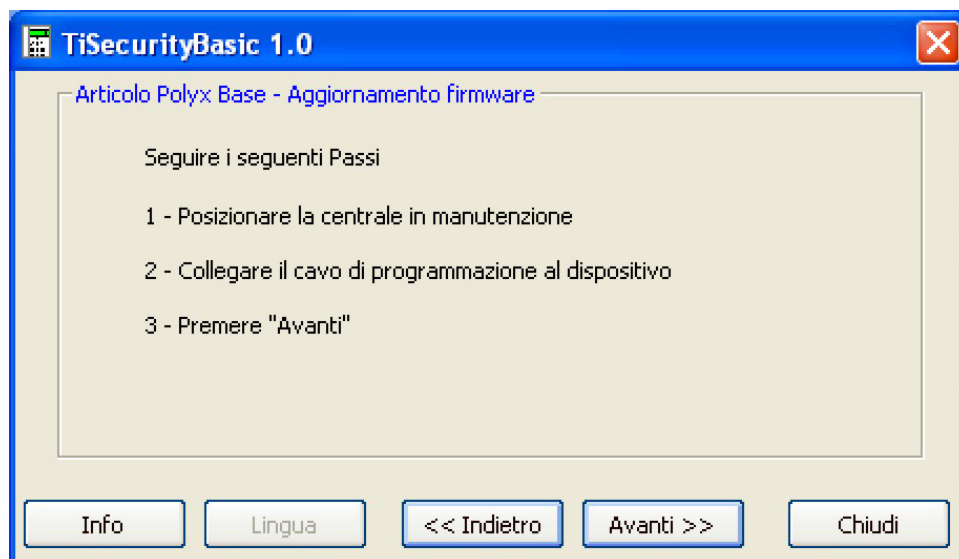 TiSecurityBasic 1.0
Articolo Polyx Base - Aggiornamento firmware
Seguire i seguenti Passi
1 - Posizionare la centrale in manutenzione
2 - Collegare il cavo di programmazione al dispositivo
3 - Premere "Avanti"
Info Lingua << Indietro Avanti >> Chiudi